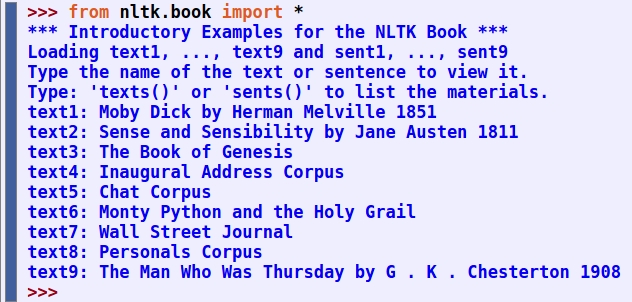 >>> from nltk.book import *
*** Introductory Examples for the NLTK Book ***
Loading text1, ..., text9 and sent1, ..., sent9
Type the name of the text or sentence to view it.
Type: 'texts()' or 'sents()' to list the materials.
text1: Moby Dick by Herman Melville 1851
text2: Sense and Sensibility by Jane Austen 1811
text3: The Book of Genesis
text4: Inaugural Address Corpus
text5: Chat Corpus
text6: Monty Python and the Holy Grail
text7: Wall Street Journal
text8: Personals Corpus
text9: The Man Who Was Thursday by G . K . Chesterton 1908
>>>